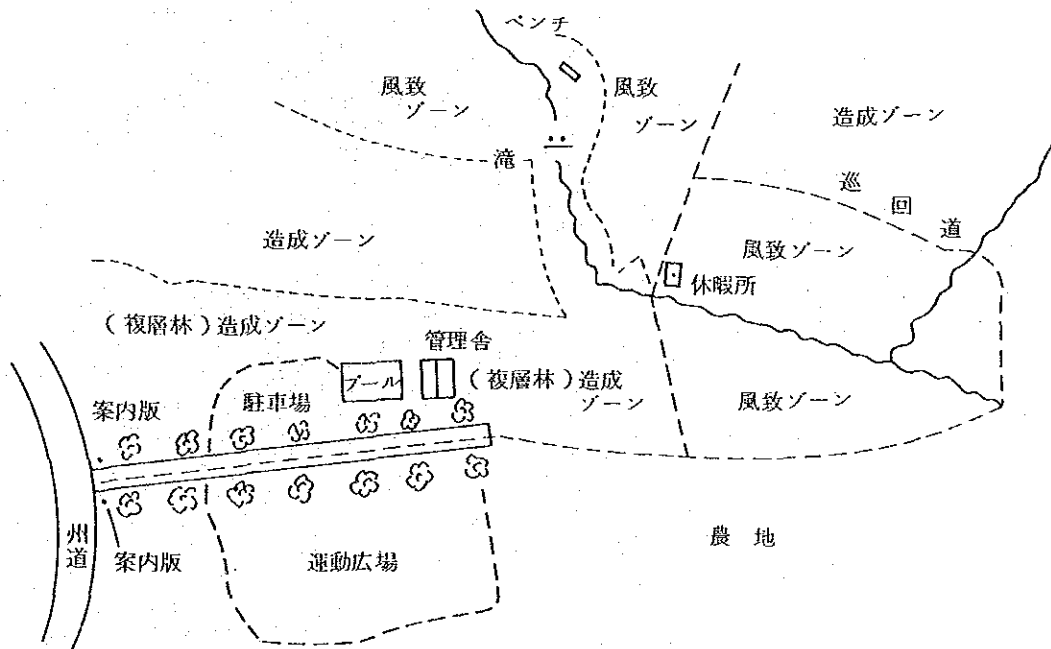 ベンチ
風致
ゾーン
風致
ゾーン
造成ゾーン
滝
巡回道
造成ゾーン
風致ゾーン
休暇所
(複層林)造成ゾーン
管理舎
プール
(複層林)造成
ゾーン
駐車場
案内版
風致ゾーン
州道
案内版
運動広場
農地